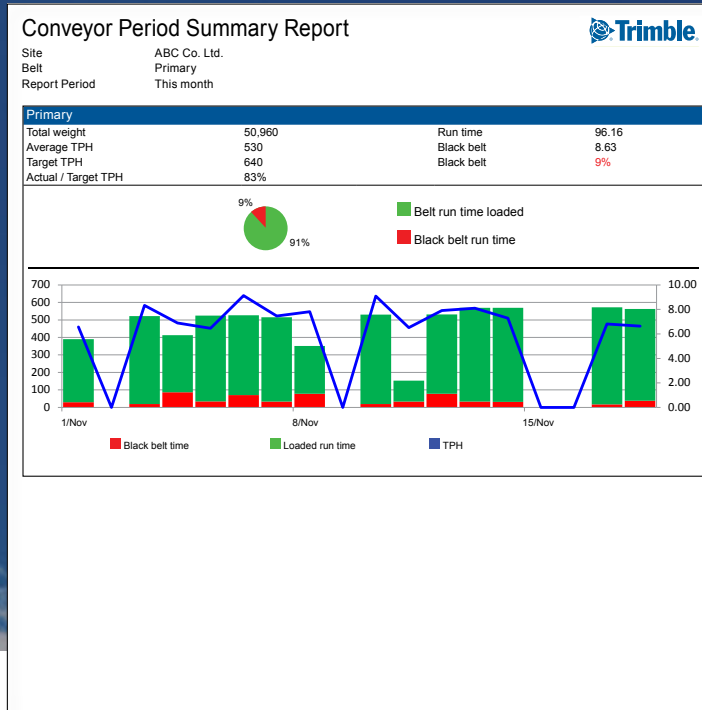 Conveyor Period Summary Report
Trimble
Site ABC Co. Ltd.
Belt Primary
Report Period This month
Primary
Total weight 50,960 Run time 96.16
Average TPH 530 Black belt 8.63
Target TPH 640 Black belt 9%
Actual / Target TPH 83%
9%
91%
Belt run time loaded
Black belt run time
700 10.00
600 8.00
500 6.00
400 4.00
300 2.00
200 0.00
100
0
1/Nov 8/Nov 15/Nov
Black belt time Loaded run time TPH